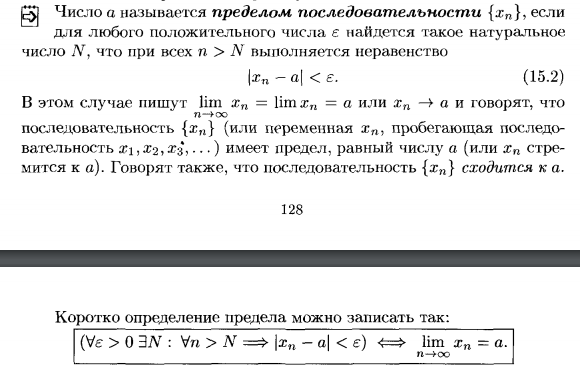 Число a называется пределом последовательности {xₙ}, если
для любого положительного числа ε найдется такое натуральное
число N, что при всех n > N выполняется неравенство
|xₙ − a| < ε. (15.2)
В этом случае пишут lim xₙ = lim xₙ = a или xₙ → a и говорят, что
n→∞
последовательность {xₙ} (или переменная xₙ, пробегающая последо-
вательность x₁, x₂, x₃, ...) имеет предел, равный числу a (или xₙ стре-
мится к a). Говорят также, что последовательность {xₙ} сходится к a.
128
Коротко определение предела можно записать так:
(∀ε > 0 ∃N : ∀n > N ⟹ |xₙ − a| < ε) ⟺ lim xₙ = a.
n→∞